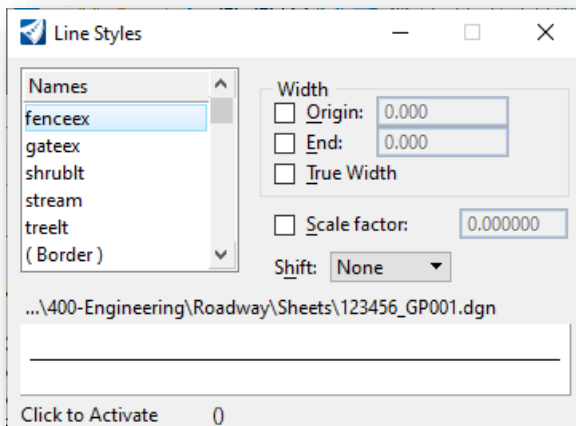 Line Styles
Names
fenceex
gateex
shrublt
stream
treelt
( Border )
Width
Origin: 0.000
End: 0.000
True Width
Scale factor: 0.000000
Shift: None
...\400-Engineering\Roadway\Sheets\123456_GP001.dgn
Click to Activate ()